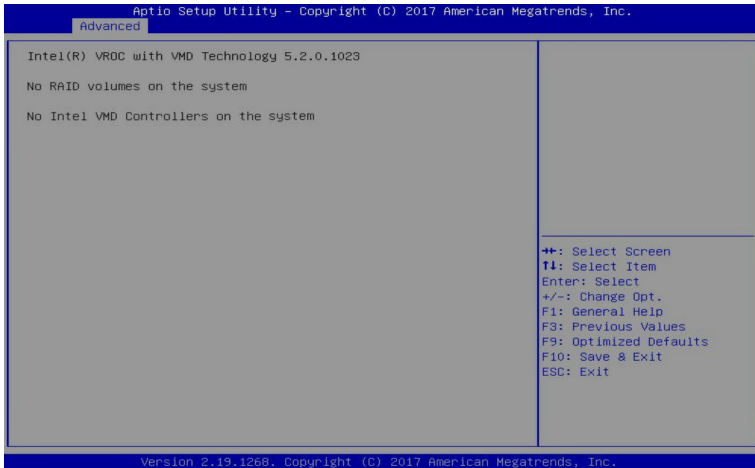 Aptio Setup Utility – Copyright (C) 2017 American Megatrends, Inc.
Advanced
Intel(R) VROC with VMD Technology 5.2.0.1023
No RAID volumes on the system
No Intel VMD Controllers on the system
→←: Select Screen
↑↓: Select Item
Enter: Select
+/-: Change Opt.
F1: General Help
F3: Previous Values
F9: Optimized Defaults
F10: Save & Exit
ESC: Exit
Version 2.19.1268. Copyright (C) 2017 American Megatrends, Inc.